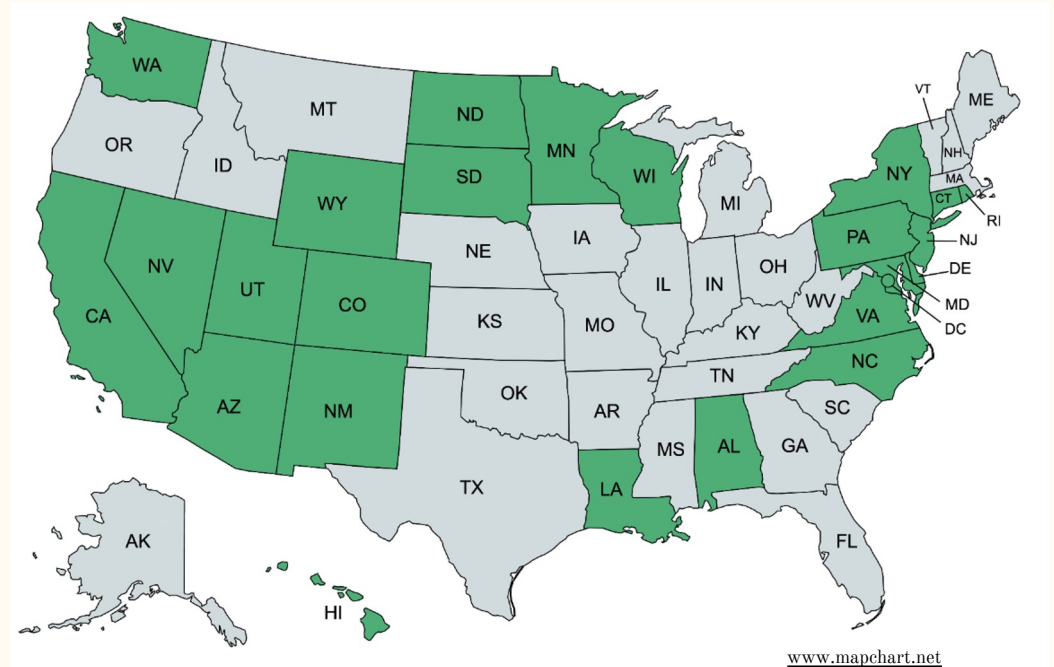 WA
VT
ME
MT
ND
OR
MN
NH
ID
SD
WI
NY
MA
WY
MI
CT
RI
PA
NJ
NE
IA
OH
NV
DE
UT
IL
IN
CO
WV
MD
CA
KS
MO
VA
DC
KY
NC
TN
OK
AZ
NM
AR
SC
MS
AL
GA
TX
LA
AK
FL
HI
www.mapchart.net